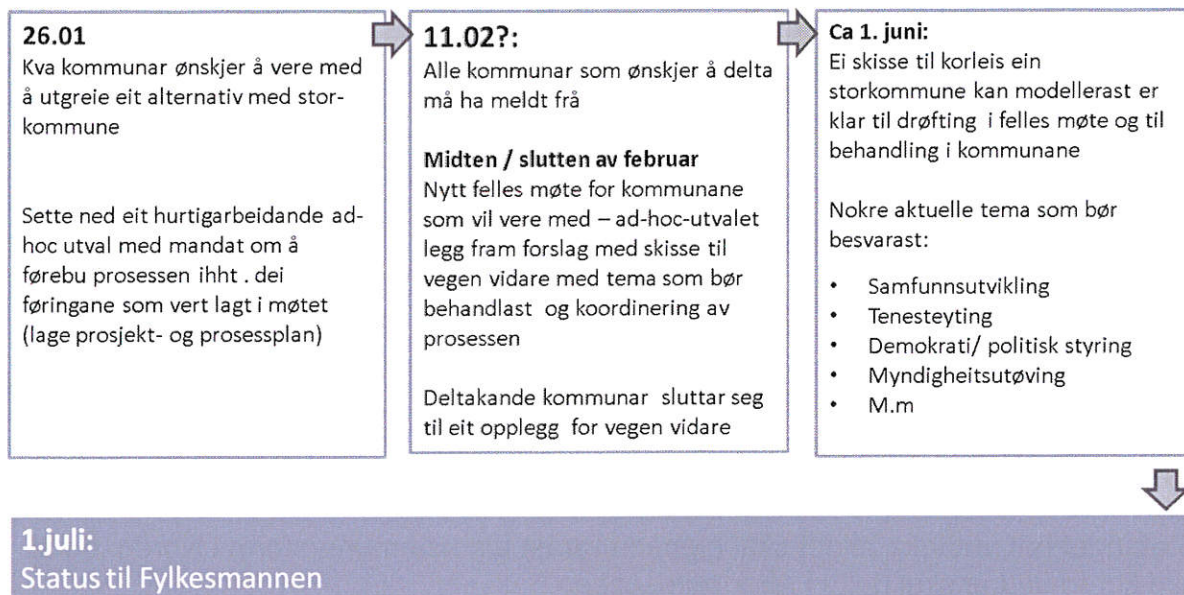 26.01
Kva kommunar ønskjer å vere med
å utgreie eit alternativ med stor-
kommune
Sette ned eit hurtigarbeidande ad-
hoc utval med mandat om å
førebu prosessen ihht . dei
føringane som vert lagt i møtet
(lage prosjekt- og prosessplan)
11.02?:
Alle kommunar som ønskjer å delta
må ha meldt frå
Midten / slutten av februar
Nytt felles møte for kommunane
som vil vere med – ad-hoc-utvalet
legg fram forslag med skisse til
vegen vidare med tema som bør
behandlast og koordinering av
prosessen
Deltakande kommunar sluttar seg
til eit opplegg for vegen vidare
Ca 1. juni:
Ei skisse til korleis ein
storkommune kan modellerast er
klar til drøfting i felles møte og til
behandling i kommunane
Nokre aktuelle tema som bør
besvarast:
• Samfunnsutvikling
• Tenesteyting
• Demokrati/ politisk styring
• Myndigheitsutøving
• M.m
1.juli:
Status til Fylkesmannen